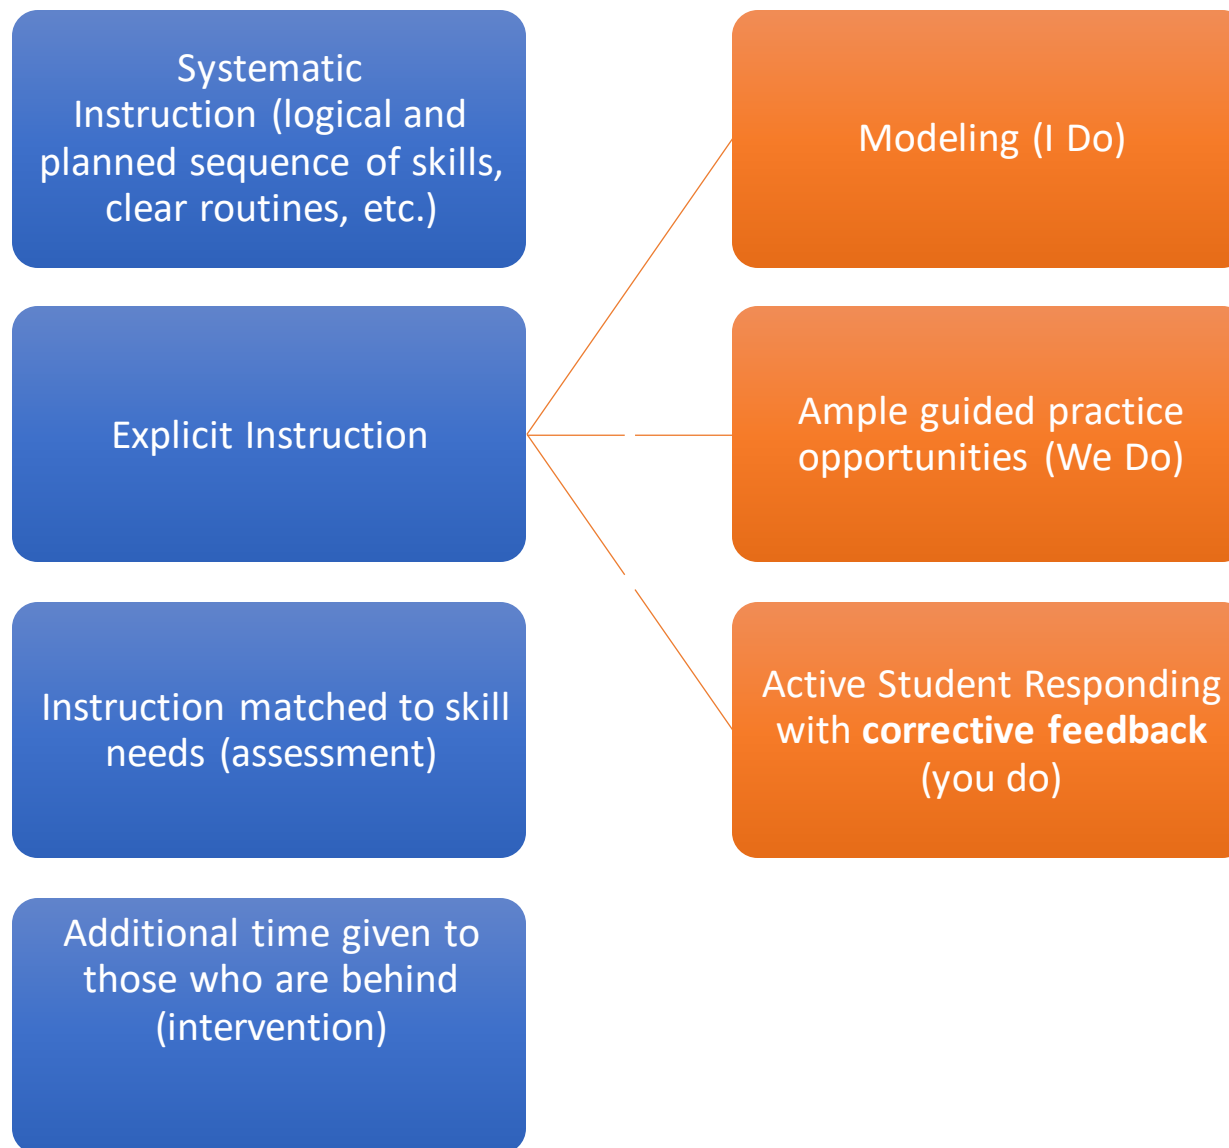 Systematic
Instruction (logical and
planned sequence of skills,
clear routines, etc.)
Explicit Instruction
Instruction matched to skill
needs (assessment)
Additional time given to
those who are behind
(intervention)
Modeling (I Do)
Ample guided practice
opportunities (We Do)
Active Student Responding
with corrective feedback
(you do)